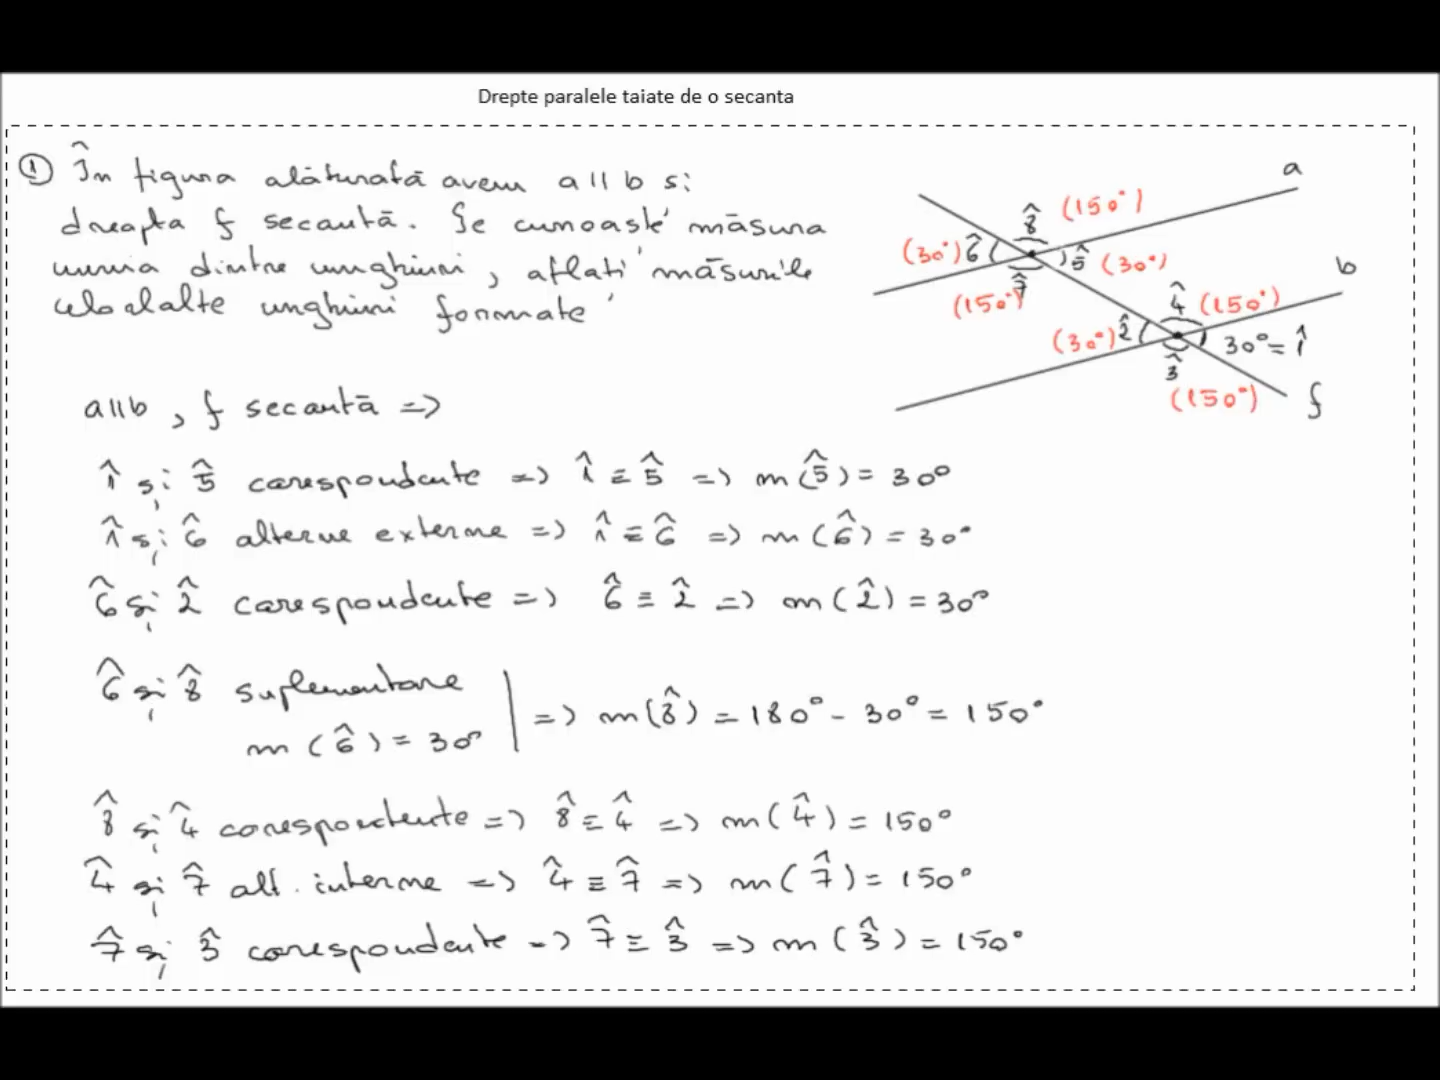 Drepte paralele taiate de o secanta
① În figura alăturată avem a || b și
dreapta f secantă. Se cunoaște măsura
unuia dintre unghiuri, aflați măsurile
celorlalte unghiuri formate
a
(150°)
8̂
(30°) 6̂
5̂ (30°)
b
7̂
(150°)
4̂ (150°)
(30°) 2̂
30° = 1̂
3̂
(150°)
f
a || b , f secantă =>
1̂ și 5̂ corespondente => 1̂ ≡ 5̂ => m(5̂) = 30°
1̂ și 6̂ alterne externe => 1̂ ≡ 6̂ => m(6̂) = 30°
6̂ și 2̂ corespondente => 6̂ ≡ 2̂ => m(2̂) = 30°
6̂ și 8̂ suplementare
m(6̂) = 30° | => m(8̂) = 180° - 30° = 150°
8̂ și 4̂ corespondente => 8̂ ≡ 4̂ => m(4̂) = 150°
4̂ și 7̂ alt. interne => 4̂ ≡ 7̂ => m(7̂) = 150°
7̂ și 3̂ corespondente => 7̂ ≡ 3̂ => m(3̂) = 150°